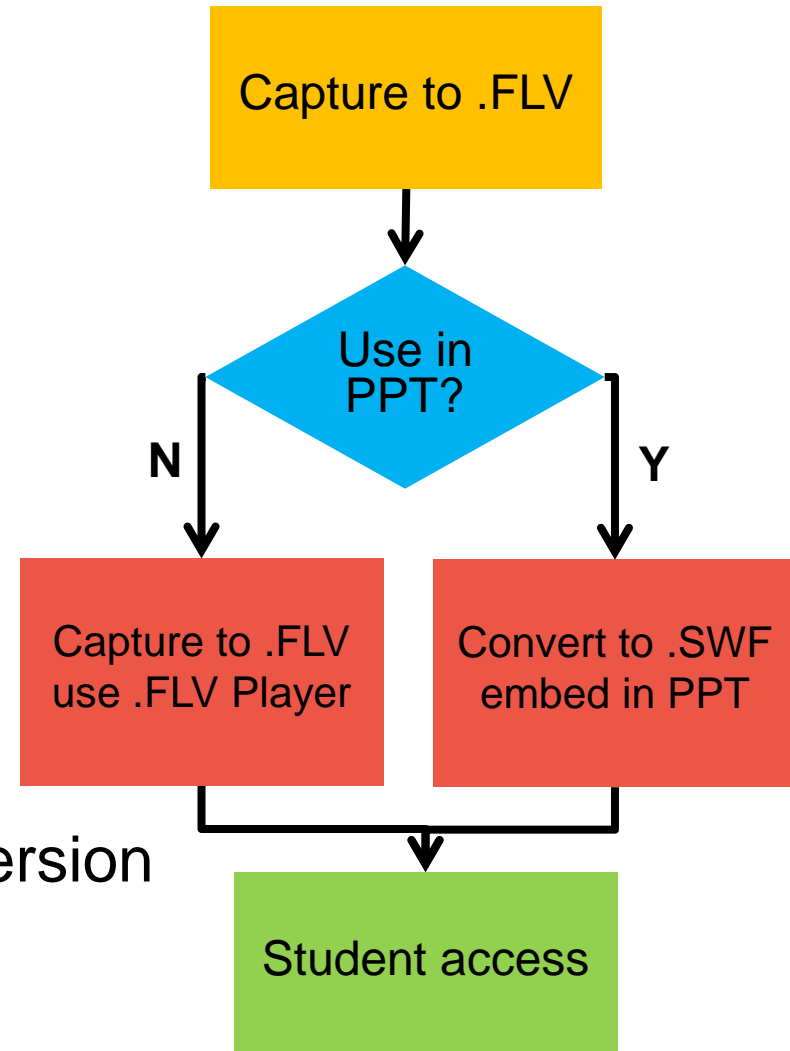 Capture to .FLV
Use in
PPT?
N
Y
Capture to .FLV
use .FLV Player
Convert to .SWF
embed in PPT
ersion
Student access